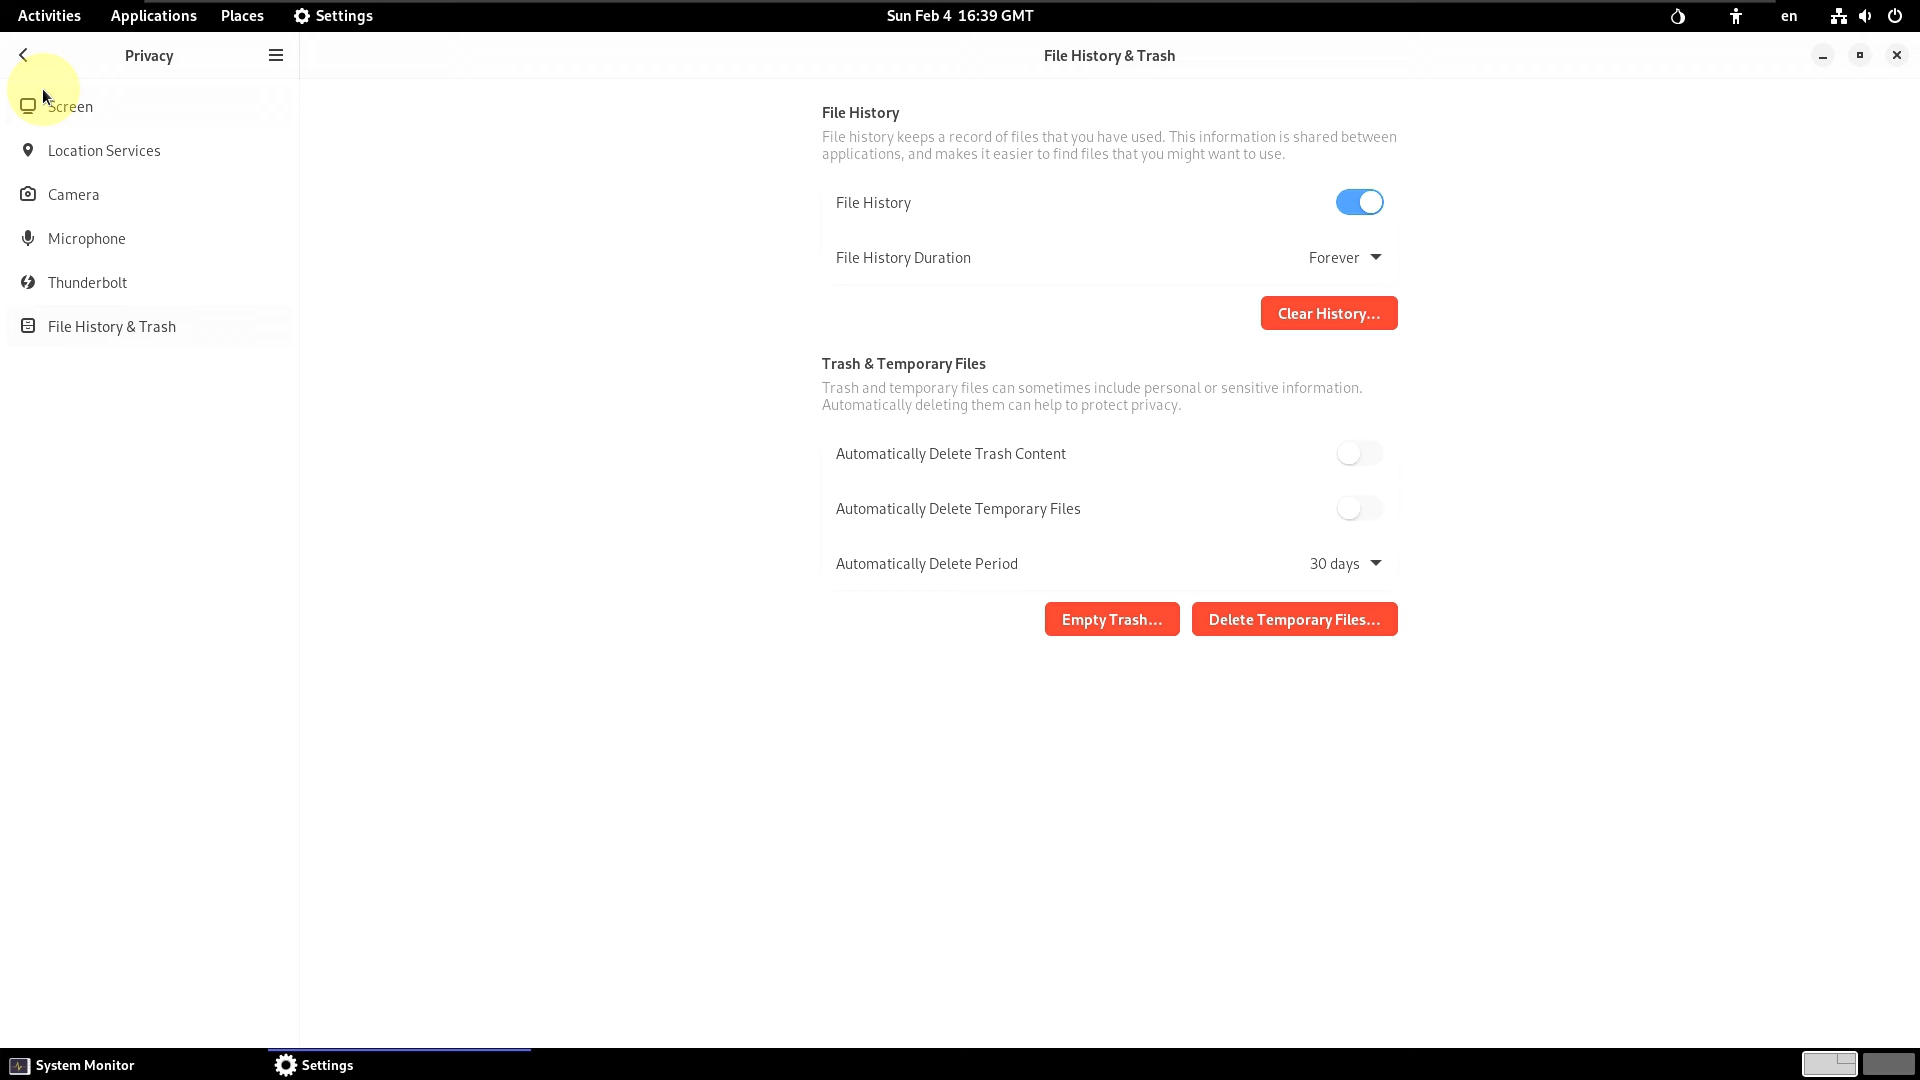 Activities Applications Places Settings Sun Feb 4 16:39 GMT en
Privacy
File History & Trash
Screen
Location Services
Camera
Microphone
Thunderbolt
File History & Trash
File History
File history keeps a record of files that you have used. This information is shared between
applications, and makes it easier to find files that you might want to use.
File History
File History Duration Forever
Clear History...
Trash & Temporary Files
Trash and temporary files can sometimes include personal or sensitive information.
Automatically deleting them can help to protect privacy.
Automatically Delete Trash Content
Automatically Delete Temporary Files
Automatically Delete Period 30 days
Empty Trash... Delete Temporary Files...
System Monitor Settings